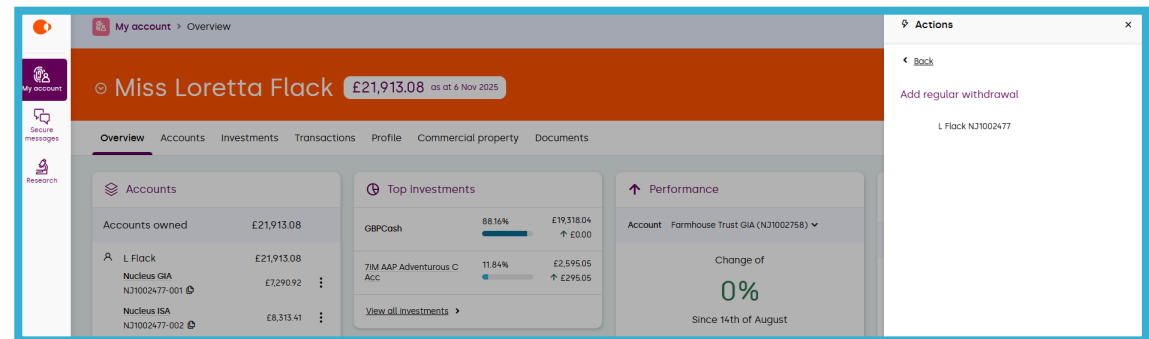 My account > Overview
Actions
My account
Secure
messages
Research
Miss Loretta Flack
£21,913.08 as at 6 Nov 2025
Overview Accounts Investments Transactions Profile Commercial property Documents
Accounts
Accounts owned £21,913.08
L Flack £21,913.08
Nucleus GIA
NJ1002477-001
£7,290.92
Nucleus ISA
NJ1002477-002
£8,313.41
Top investments
GBPCash 88.16% £19,318.04
£0.00
7IM AAP Adventurous C
Acc
11.84% £2,595.05
£295.05
View all investments
Performance
Account Farmhouse Trust GIA (NJ1002758)
Change of
0%
Since 14th of August
Back
Add regular withdrawal
L Flack NJ1002477